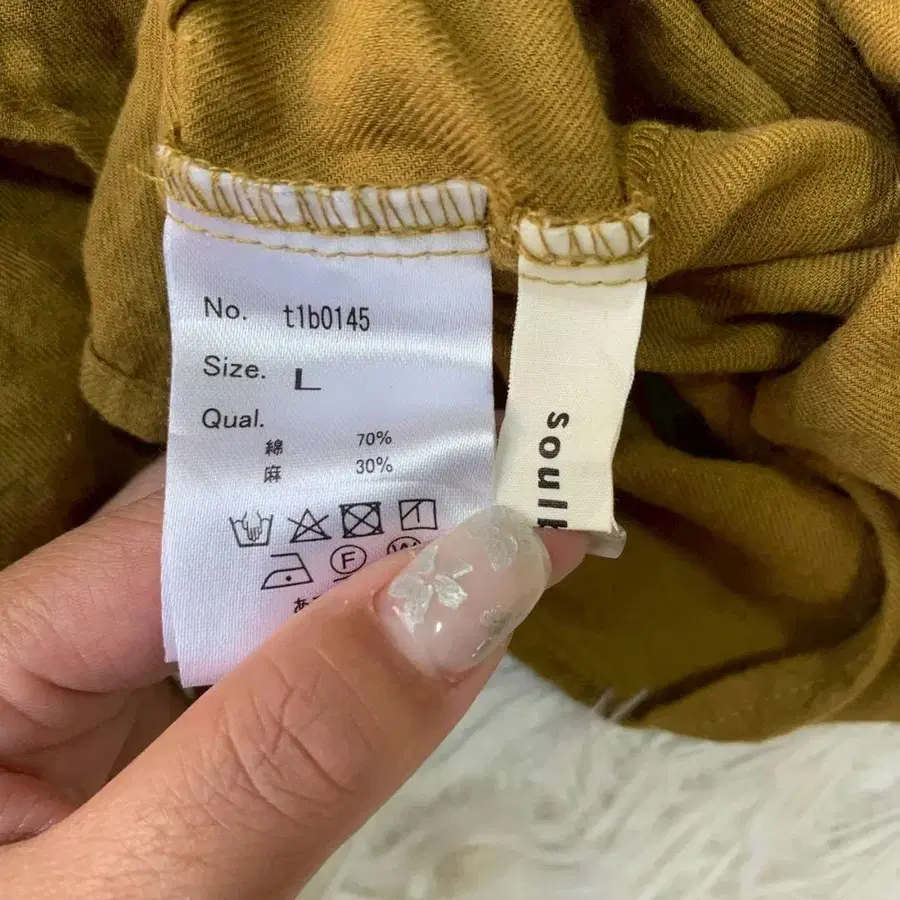 No. t1b0145
Size. L
Qual.
綿 70%
麻 30%
F
W
soul